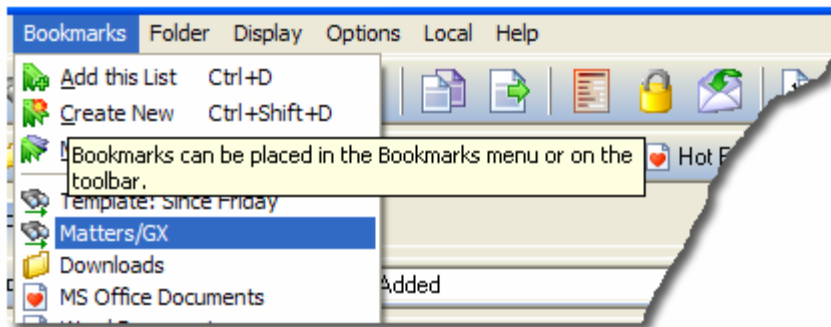 Bookmarks Folder Display Options Local Help
Add this List Ctrl+D
Create New Ctrl+Shift+D
Bookmarks can be placed in the Bookmarks menu or on the
toolbar.
Hot
Template: Since Friday
Matters/GX
Downloads
Added
MS Office Documents